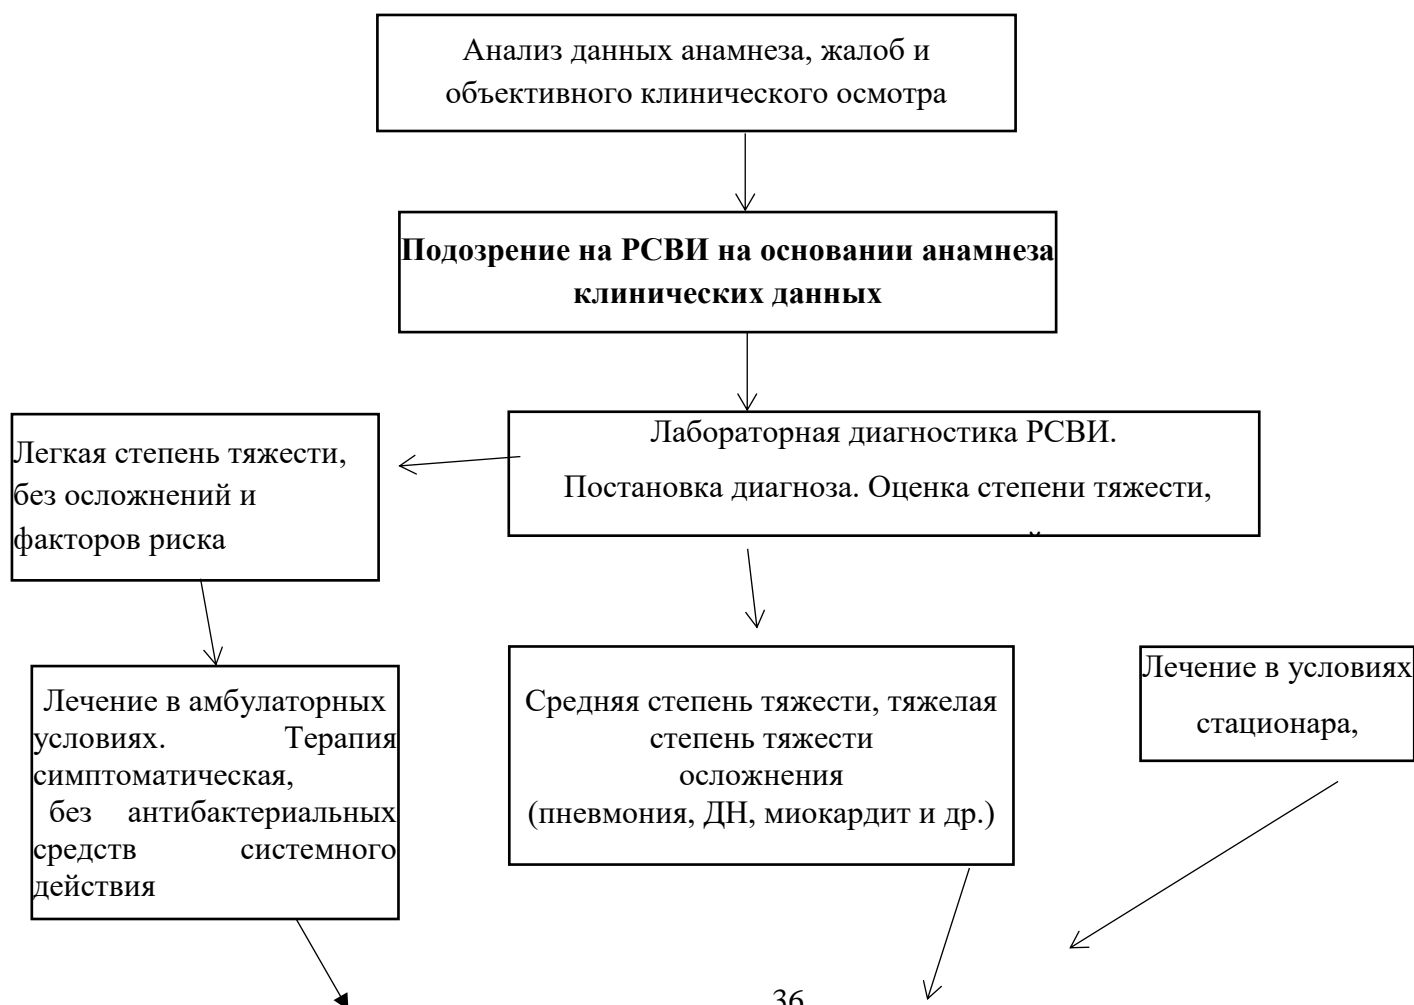 Анализ данных анамнеза, жалоб и
объективного клинического осмотра
Подозрение на РСВИ на основании анамнеза
клинических данных
Лабораторная диагностика РСВИ.
Постановка диагноза. Оценка степени тяжести,
Легкая степень тяжести,
без осложнений и
факторов риска
Лечение в амбулаторных
условиях. Терапия
симптоматическая,
без антибактериальных
средств системного
действия
Средняя степень тяжести, тяжелая
степень тяжести
осложнения
(пневмония, ДН, миокардит и др.)
Лечение в условиях
стационара,
36